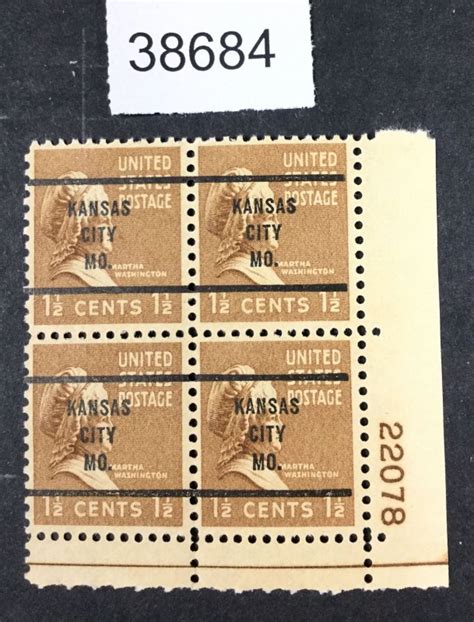 38684
UNITED
STATES
POSTAGE
KANSAS
CITY
MO.
MARTHA
WASHINGTON
1½ CENTS 1½
UNITED
STATES
POSTAGE
KANSAS
CITY
MO.
MARTHA
WASHINGTON
1½ CENTS 1½
UNITED
STATES
POSTAGE
KANSAS
CITY
MO.
MARTHA
WASHINGTON
1½ CENTS 1½
UNITED
STATES
POSTAGE
KANSAS
CITY
MO.
MARTHA
WASHINGTON
1½ CENTS 1½
22078